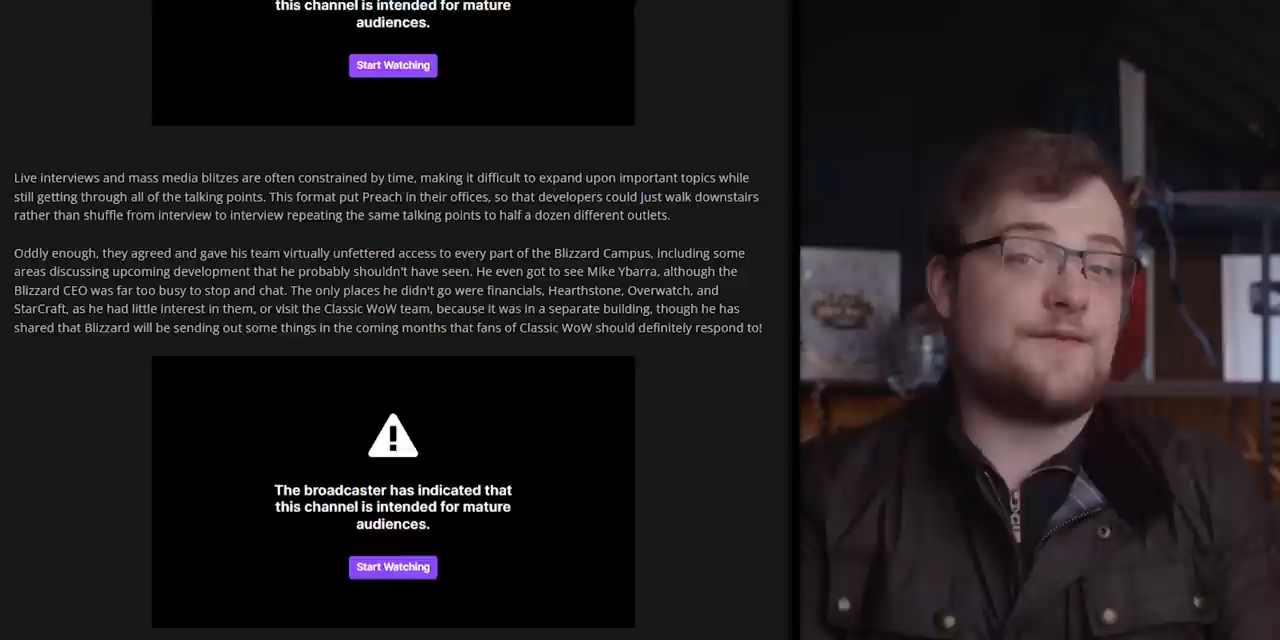 this channel is intended for mature
audiences.
Start Watching
Live interviews and mass media blitzes are often constrained by time, making it difficult to expand upon important topics while
still getting through all of the talking points. This format put Preach in their offices, so that developers could just walk downstairs
rather than shuffle from interview to interview repeating the same talking points to half a dozen different outlets.
Oddly enough, they agreed and gave his team virtually unfettered access to every part of the Blizzard Campus, including some
areas discussing upcoming development that he probably shouldn't have seen. He even got to see Mike Ybarra, although the
Blizzard CEO was far too busy to stop and chat. The only places he didn't go were financials, Hearthstone, Overwatch, and
StarCraft, as he had little interest in them, or visit the Classic WoW team, because it was in a separate building, though he has
shared that Blizzard will be sending out some things in the coming months that fans of Classic WoW should definitely respond to!
The broadcaster has indicated that
this channel is intended for mature
audiences.
Start Watching